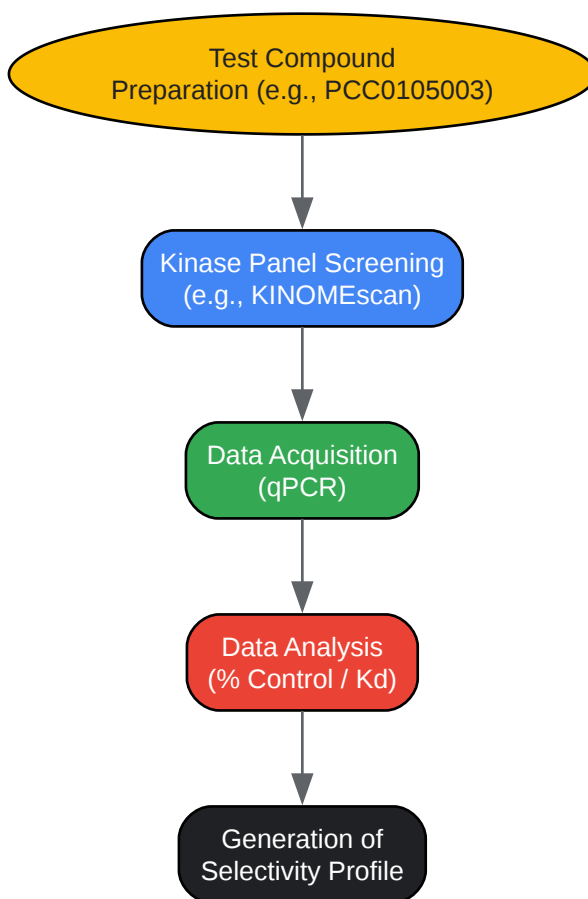 Test Compound
Preparation (e.g., PCC0105003)
Kinase Panel Screening
(e.g., KINOMEscan)
Data Acquisition
(qPCR)
Data Analysis
(% Control / Kd)
Generation of
Selectivity Profile